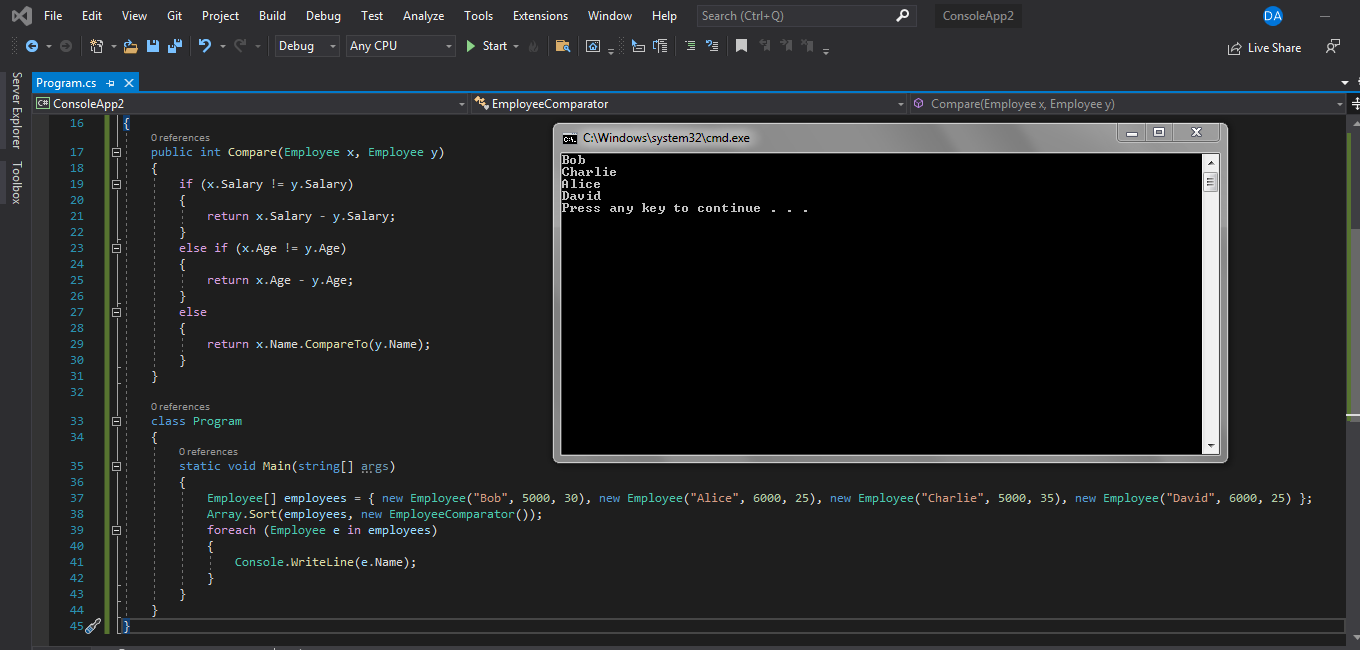 File Edit View Git Project Build Debug Test Analyze Tools Extensions Window Help Search (Ctrl+Q) ConsoleApp2 DA
Debug Any CPU Start Live Share
Server Explorer
Toolbox
Program.cs
C# ConsoleApp2 EmployeeComparator Compare(Employee x, Employee y)
16 {
0 references
17 public int Compare(Employee x, Employee y)
18 {
19 if (x.Salary != y.Salary)
20 {
21 return x.Salary - y.Salary;
22 }
23 else if (x.Age != y.Age)
24 {
25 return x.Age - y.Age;
26 }
27 else
28 {
29 return x.Name.CompareTo(y.Name);
30 }
31 }
32
0 references
33 class Program
34 {
0 references
35 static void Main(string[] args)
36 {
37 Employee[] employees = { new Employee("Bob", 5000, 30), new Employee("Alice", 6000, 25), new Employee("Charlie", 5000, 35), new Employee("David", 6000, 25) };
38 Array.Sort(employees, new EmployeeComparator());
39 foreach (Employee e in employees)
40 {
41 Console.WriteLine(e.Name);
42 }
43 }
44 }
45 }
C:\Windows\system32\cmd.exe
Bob
Charlie
Alice
David
Press any key to continue . . .